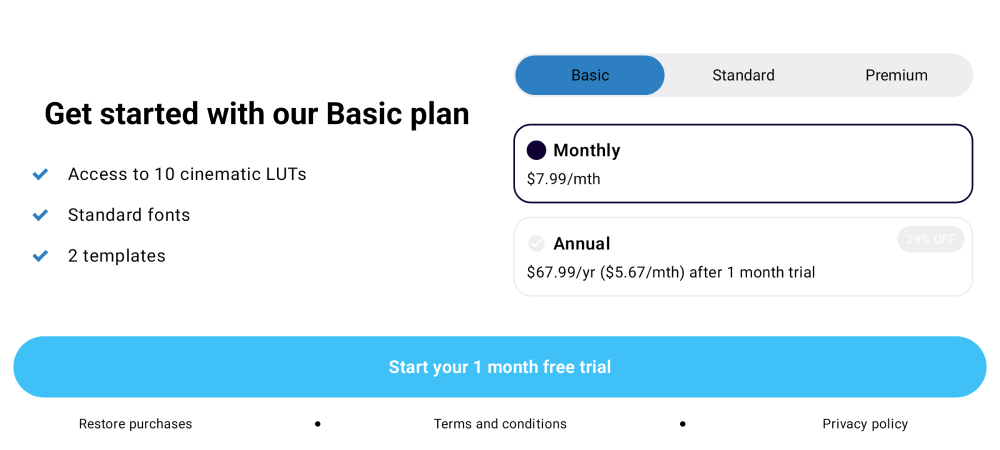 Get started with our Basic plan
Access to 10 cinematic LUTs
Standard fonts
2 templates
Basic
Standard
Premium
Monthly
$7.99/mth
Annual
29% OFF
$67.99/yr ($5.67/mth) after 1 month trial
Start your 1 month free trial
Restore purchases
Terms and conditions
Privacy policy